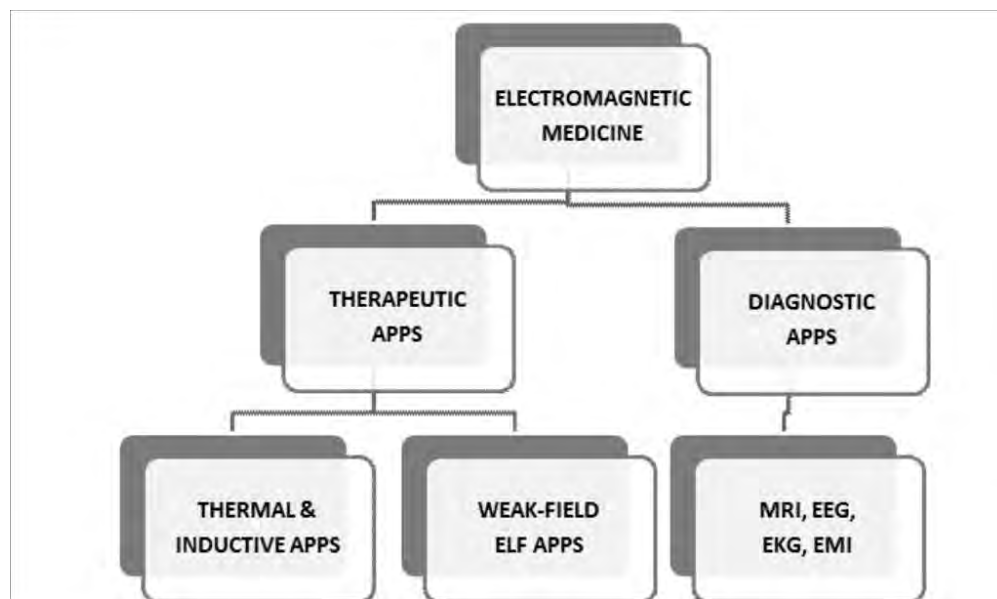 ELECTROMAGNETIC
MEDICINE
THERAPEUTIC
APPS
DIAGNOSTIC
APPS
THERMAL &
INDUCTIVE APPS
WEAK-FIELD
ELF APPS
MRI, EEG,
EKG, EMI